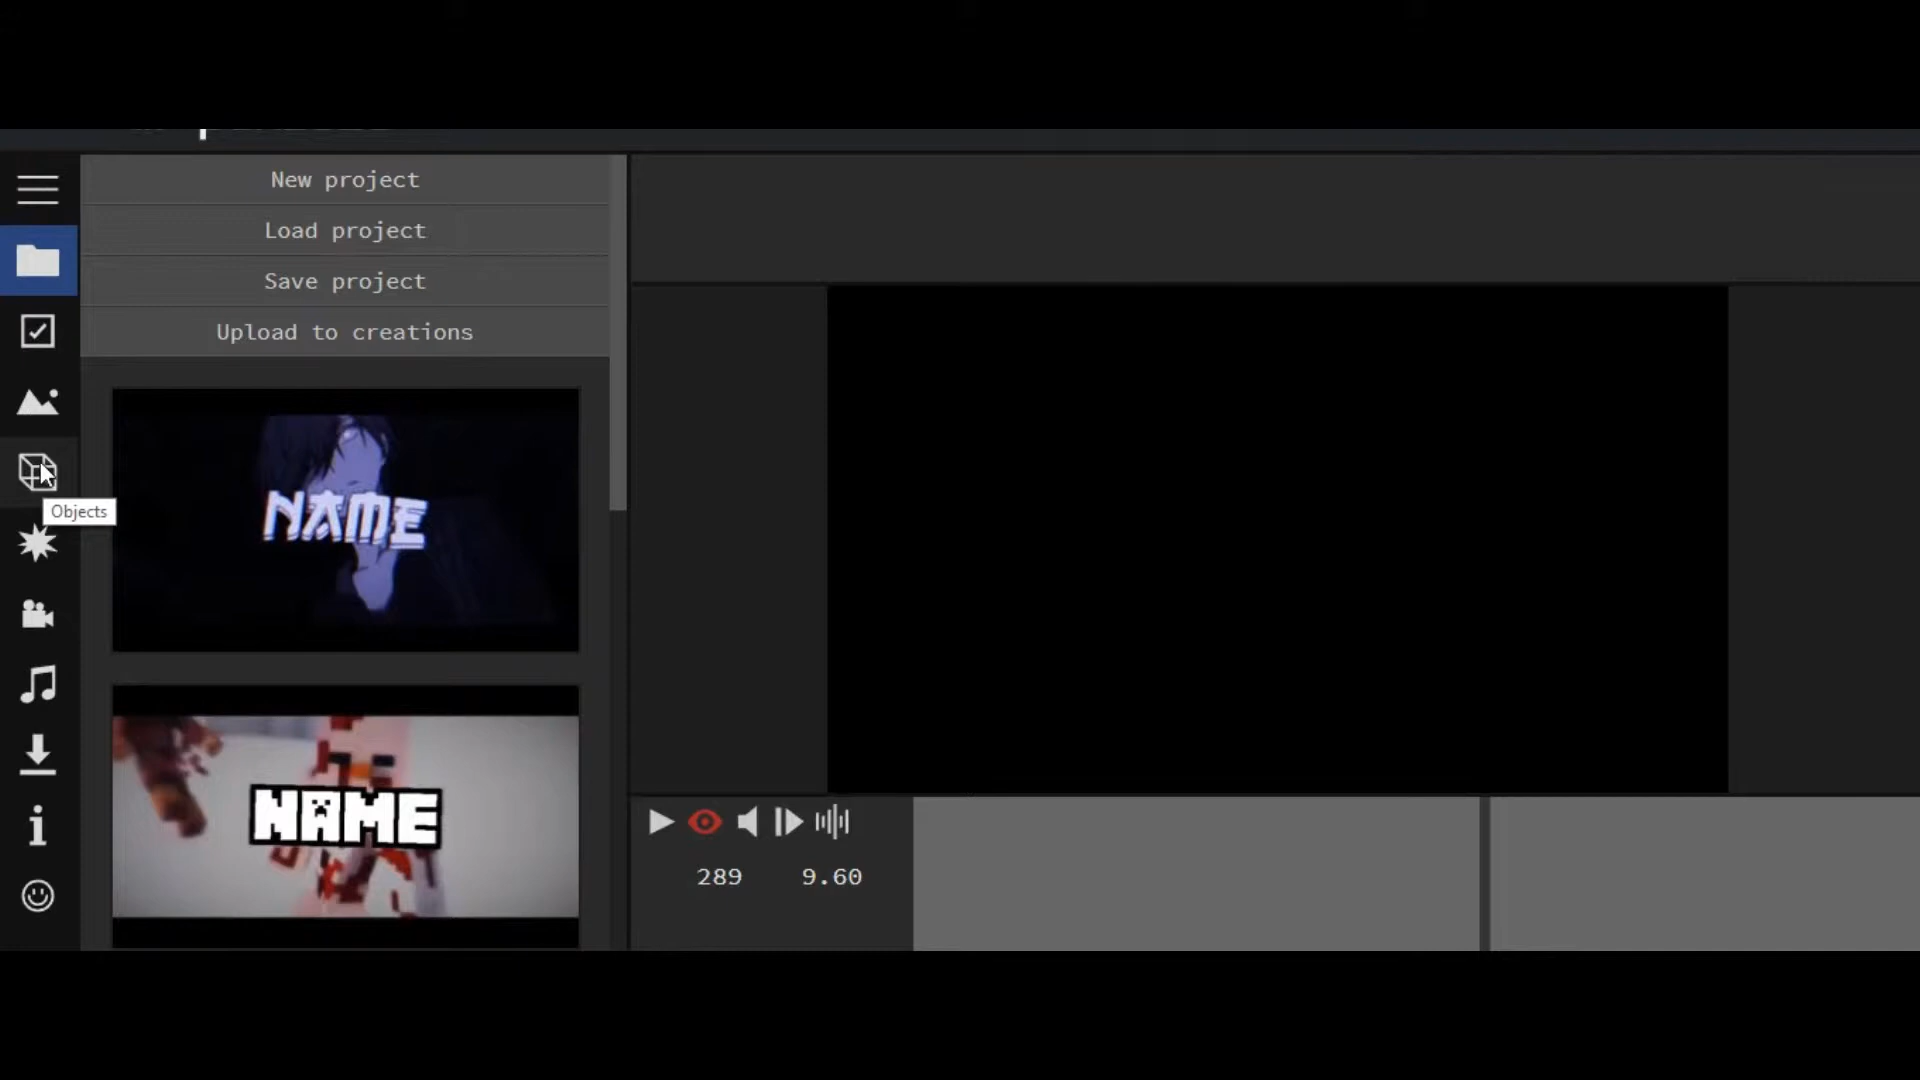 New project
Load project
Save project
Upload to creations
NAME
Objects
NAME
289 9.60